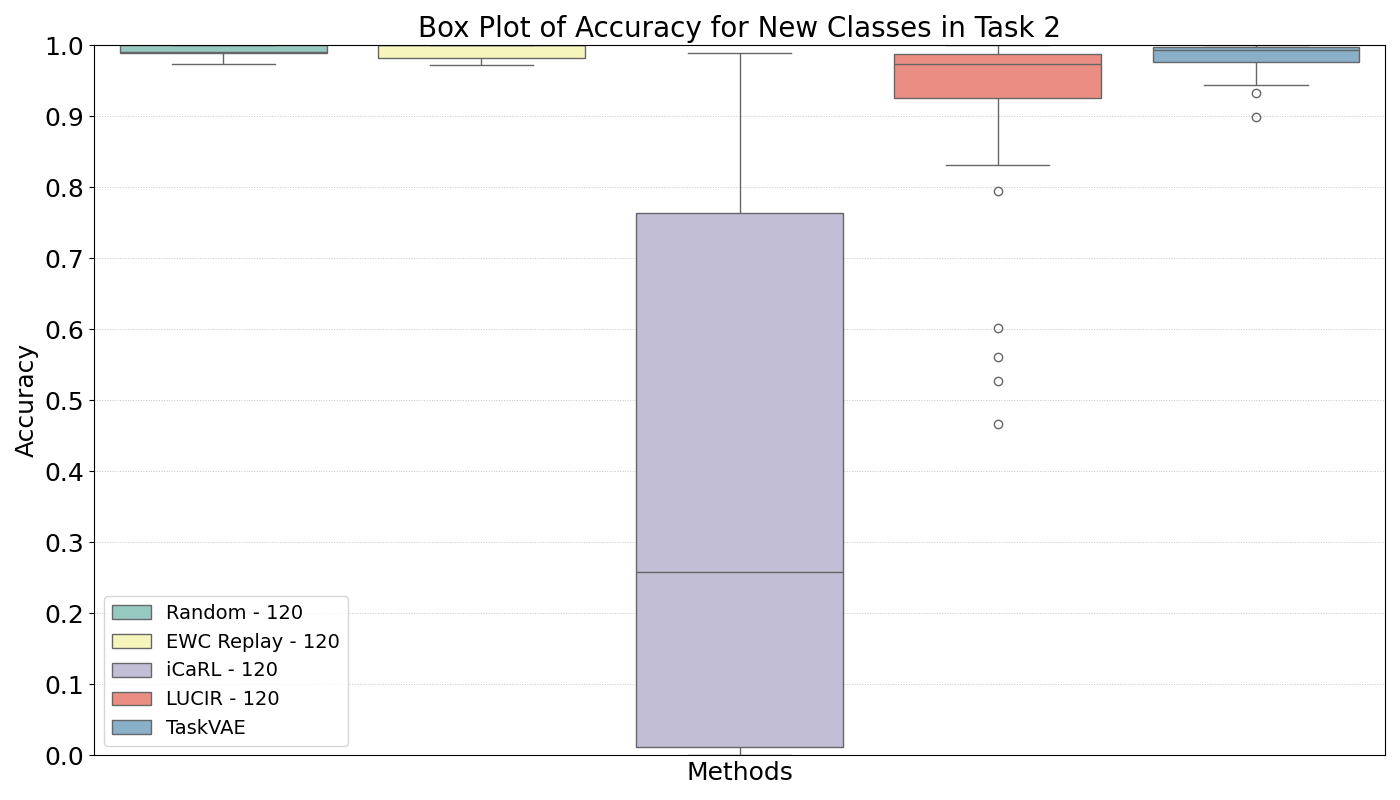 Box Plot of Accuracy for New Classes in Task 2
1.0
0.9
0.8
0.7
0.6
0.5
0.4
0.3
0.2
0.1
0.0
Accuracy
Random - 120
EWC Replay - 120
iCaRL - 120
LUCIR - 120
TaskVAE
Methods